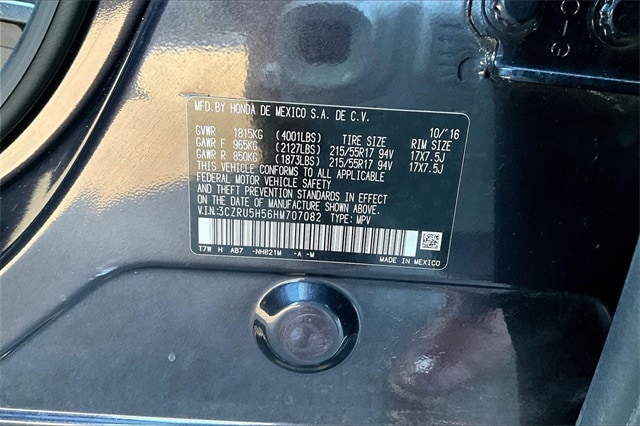 MFD.BY HONDA DE MEXICO S.A. DE C.V.
10/'16
GVWR 1815KG (4001LBS) TIRE SIZE RIM SIZE
GAWR F 965KG (2127LBS) 215/55R17 94V 17X7.5J
GAWR R 850KG (1873LBS) 215/55R17 94V 17X7.5J
THIS VEHICLE CONFORMS TO ALL APPLICABLE
FEDERAL MOTOR VEHICLE SAFETY
AND THEFT PREVENTION STANDARDS IN EFFECT
ON THE DATE OF MANUFACTURE SHOWN ABOVE.
V.I.N:3CZRU5H56HM707082 TYPE: MPV
T7W H AB7 -NH821M -A -M
MADE IN MEXICO